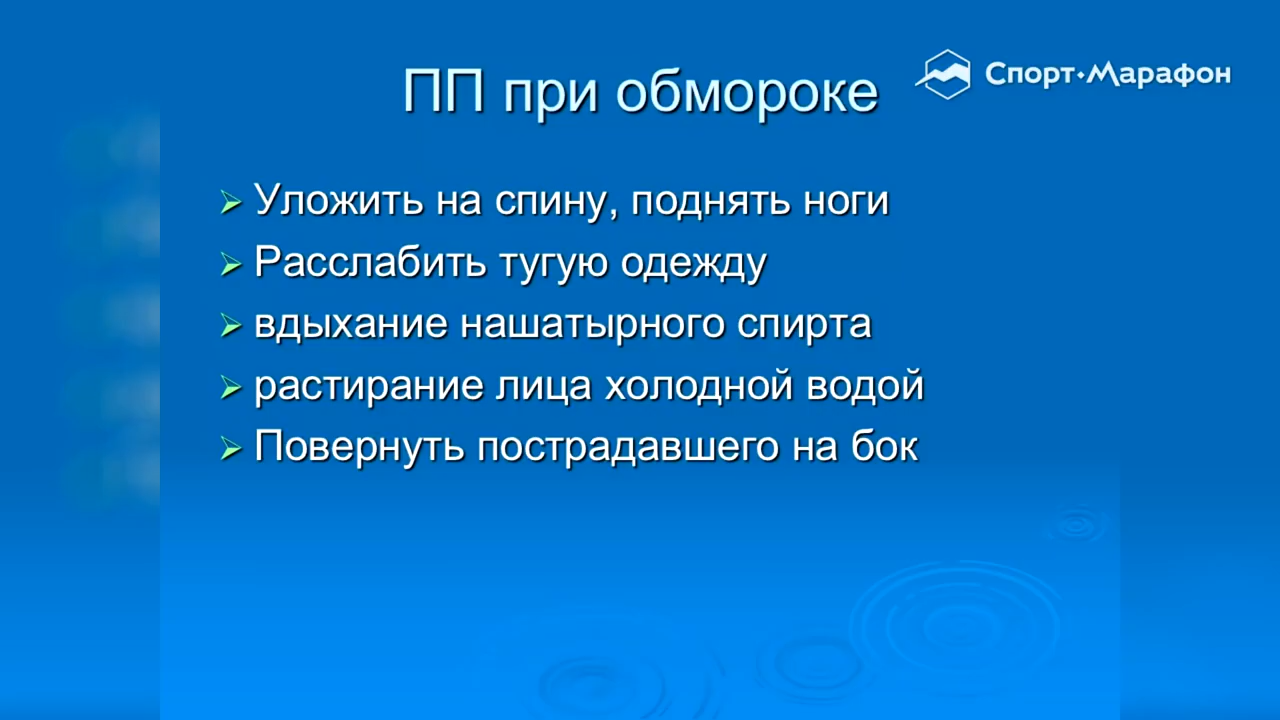 ПП при обмороке
Спорт·Марафон
Уложить на спину, поднять ноги
Расслабить тугую одежду
вдыхание нашатырного спирта
растирание лица холодной водой
Повернуть пострадавшего на бок